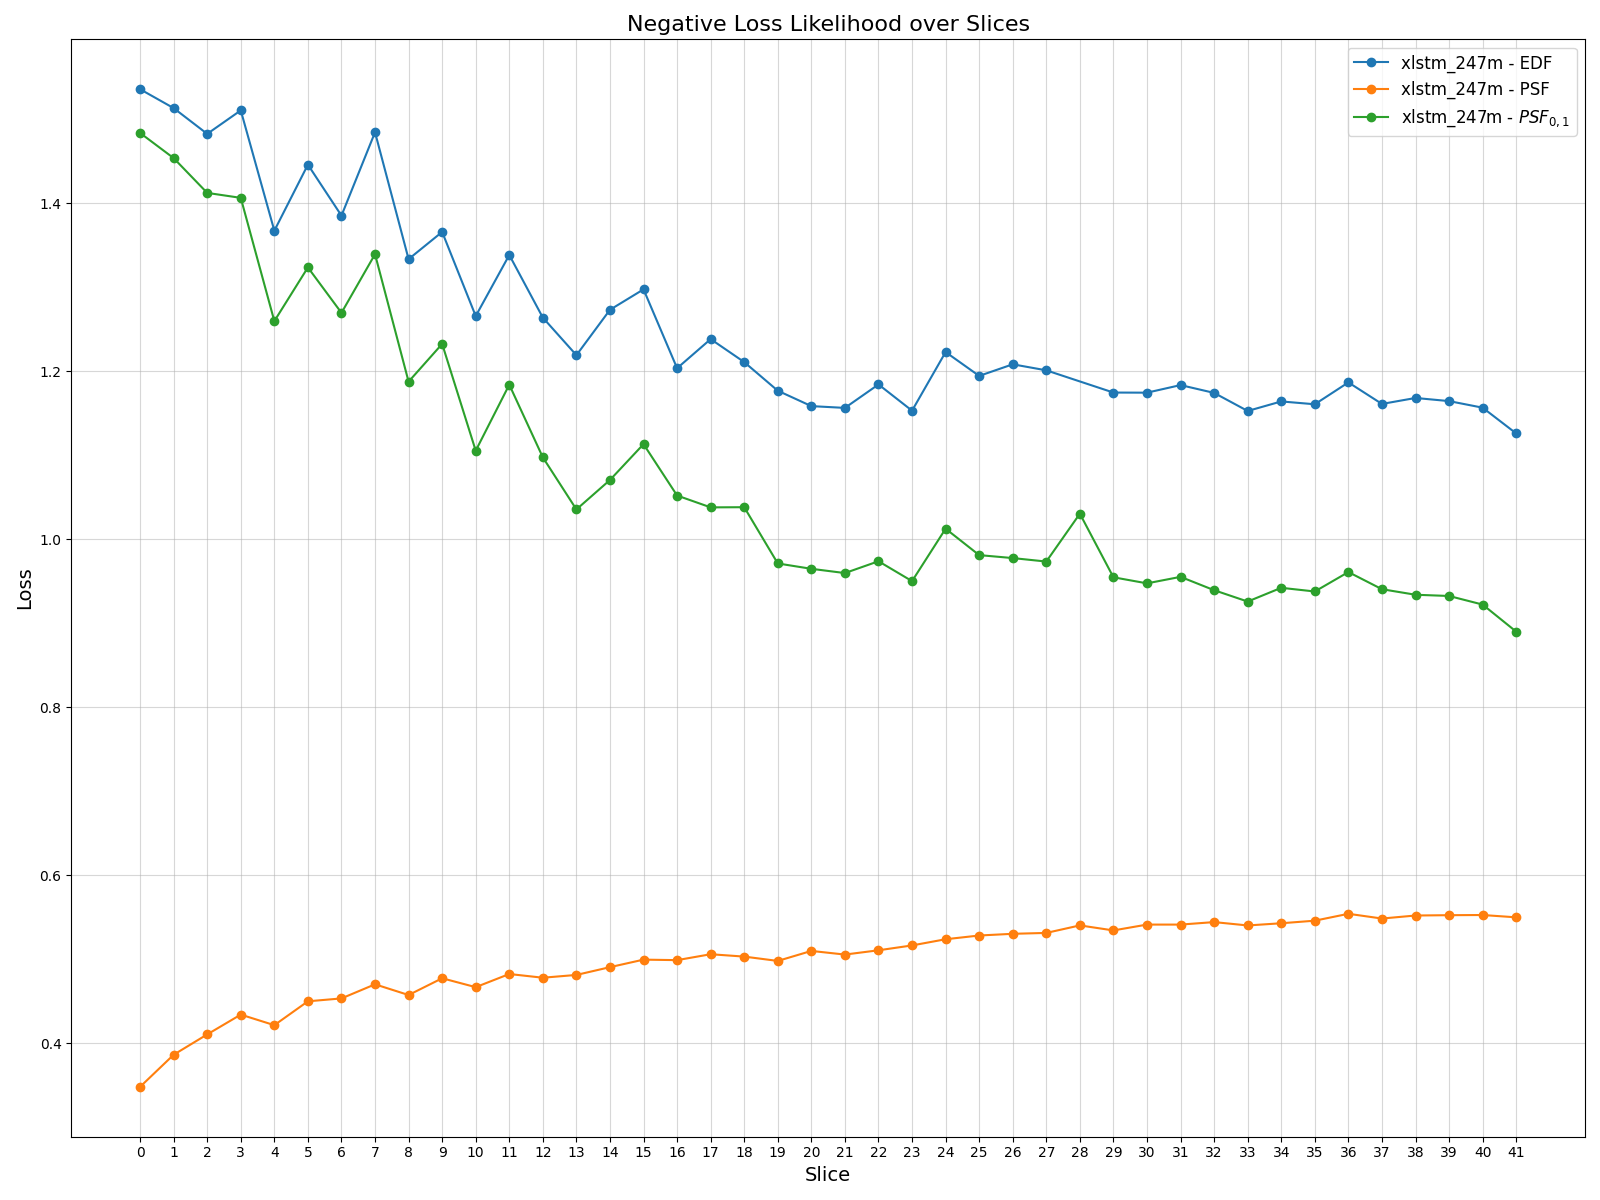 Negative Loss Likelihood over Slices
xlstm_247m - EDF
xlstm_247m - PSF
xlstm_247m - PSF0,1
1.4
1.2
1.0
0.8
0.6
0.4
Loss
0 1 2 3 4 5 6 7 8 9 10 11 12 13 14 15 16 17 18 19 20 21 22 23 24 25 26 27 28 29 30 31 32 33 34 35 36 37 38 39 40 41
Slice